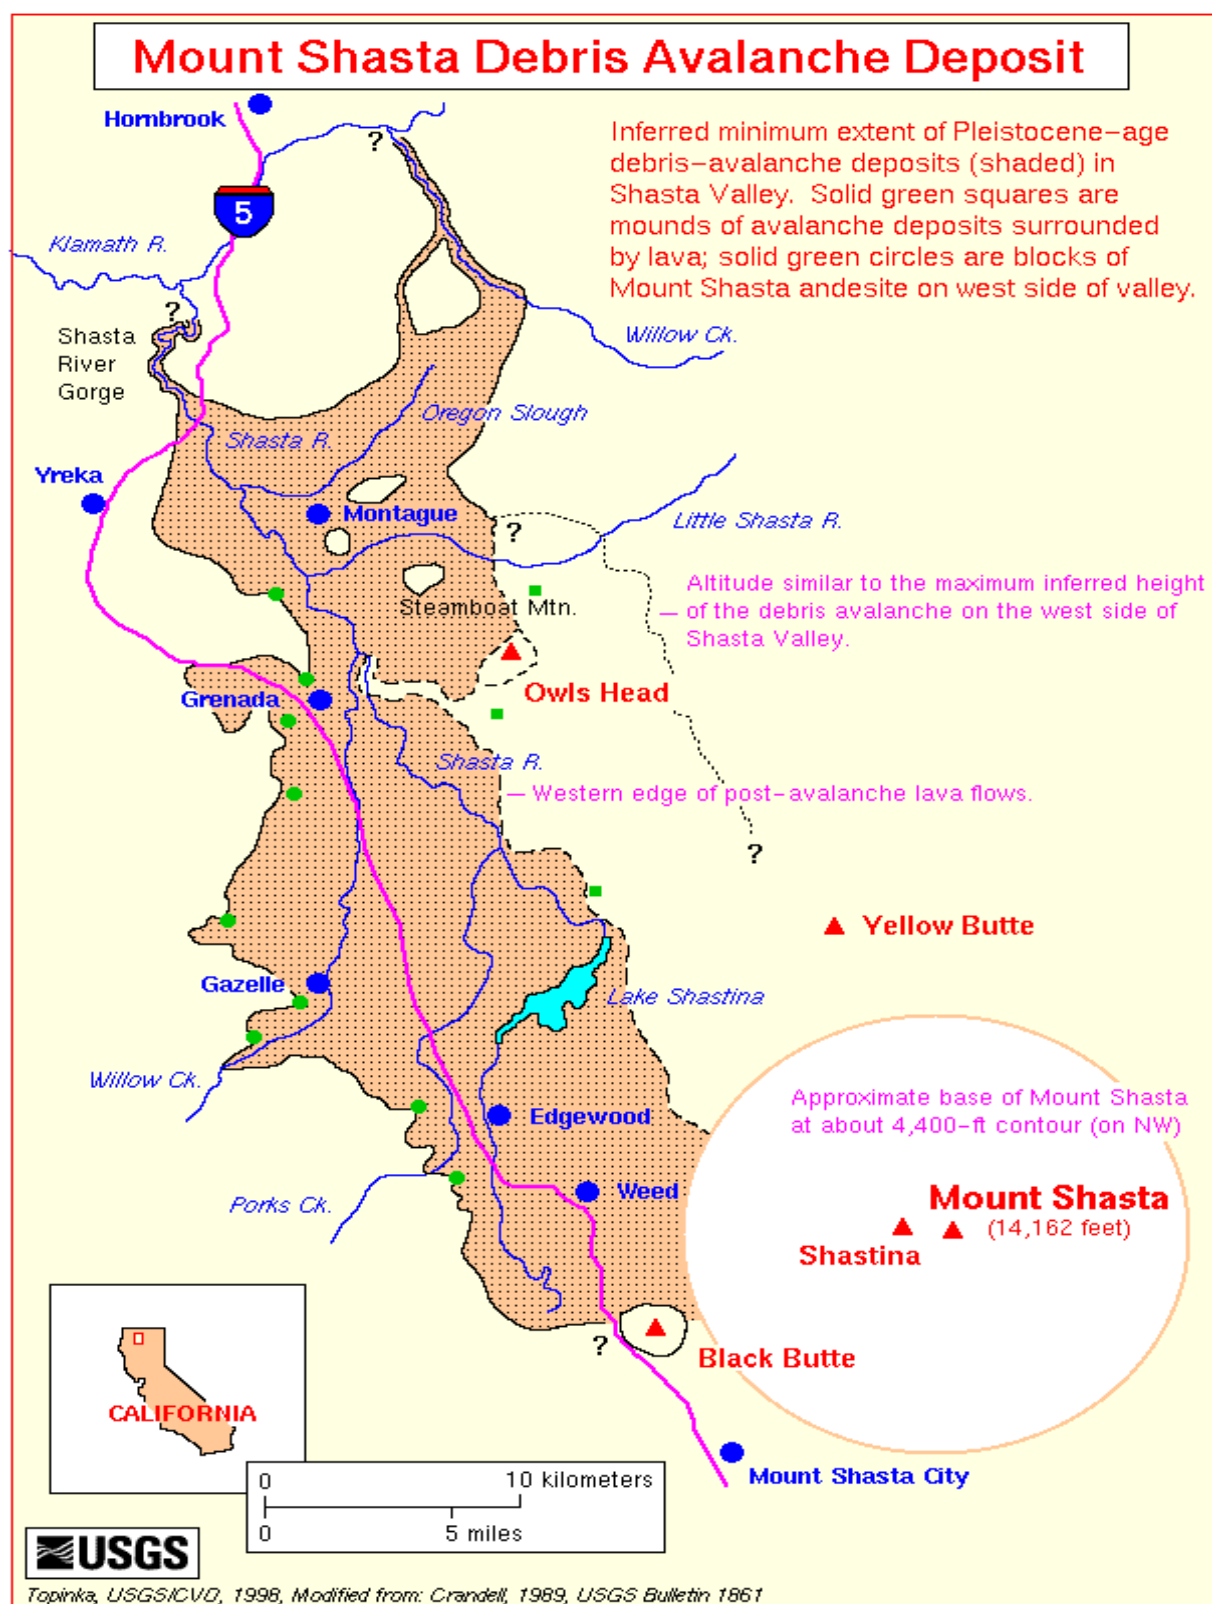 Mount Shasta Debris Avalanche Deposit
Hornbrook
?
Inferred minimum extent of Pleistocene-age
debris-avalanche deposits (shaded) in
Shasta Valley. Solid green squares are
mounds of avalanche deposits surrounded
by lava; solid green circles are blocks of
Mount Shasta andesite on west side of valley.
5
Klamath R.
?
Shasta
River
Gorge
Willow Ck.
Oregon Slough
Shasta R.
Yreka
Montague
Little Shasta R.
?
Altitude similar to the maximum inferred height
of the debris avalanche on the west side of
Shasta Valley.
Steamboat Mtn.
Owls Head
Grenada
Shasta R.
Western edge of post-avalanche lava flows.
?
Yellow Butte
Gazelle
Lake Shastina
Willow Ck.
Approximate base of Mount Shasta
at about 4,400-ft contour (on NW)
Edgewood
Weed
Porks Ck.
Mount Shasta
(14,162 feet)
Shastina
?
Black Butte
CALIFORNIA
Mount Shasta City
0 10 kilometers
0 5 miles
USGS
Topinka, USGS/CVO, 1998, Modified from: Crandell, 1989, USGS Bulletin 1861